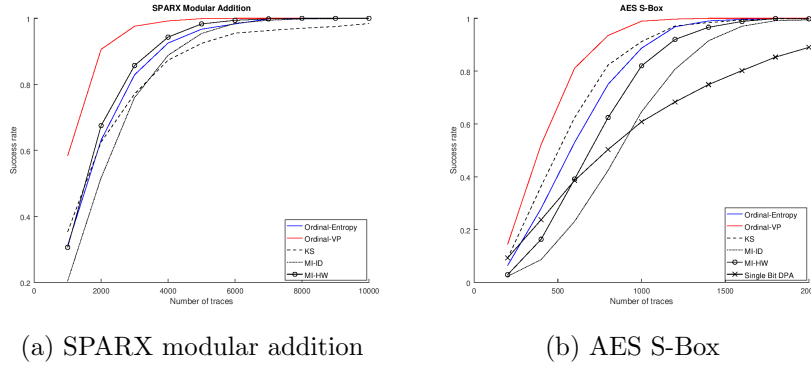 SPARX Modular Addition
1
0.8
0.6
0.4
0.2
Success rate
0
2000
4000
6000
8000
10000
Number of traces
Ordinal-Entropy
Ordinal-VP
KS
MI-ID
MI-HW
(a) SPARX modular addition
AES S-Box
1
0.8
0.6
0.4
0.2
0
Success rate
0
500
1000
1500
200
Number of traces
Ordinal-Entropy
Ordinal-VP
KS
MI-ID
MI-HW
Single Bit DPA
(b) AES S-Box